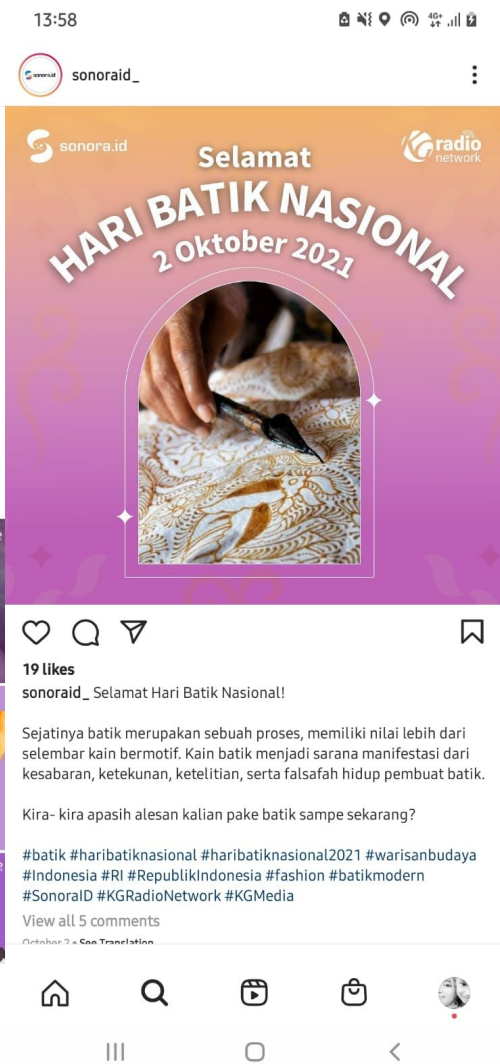 13:58
4G+
sonora.id
sonoraid_
sonora.id
radio
network
Selamat
HARI BATIK NASIONAL
2 Oktober 2021
19 likes
sonoraid_ Selamat Hari Batik Nasional!
Sejatinya batik merupakan sebuah proses, memiliki nilai lebih dari
selembar kain bermotif. Kain batik menjadi sarana manifestasi dari
kesabaran, ketekunan, ketelitian, serta falsafah hidup pembuat batik.
Kira- kira apasih alesan kalian pake batik sampe sekarang?
#batik #haribatiknasional #haribatiknasional2021 #warisanbudaya
#Indonesia #RI #RepublikIndonesia #fashion #batikmodern
#SonoraID #KGRadioNetwork #KGMedia
View all 5 comments
October 2 • See Translation